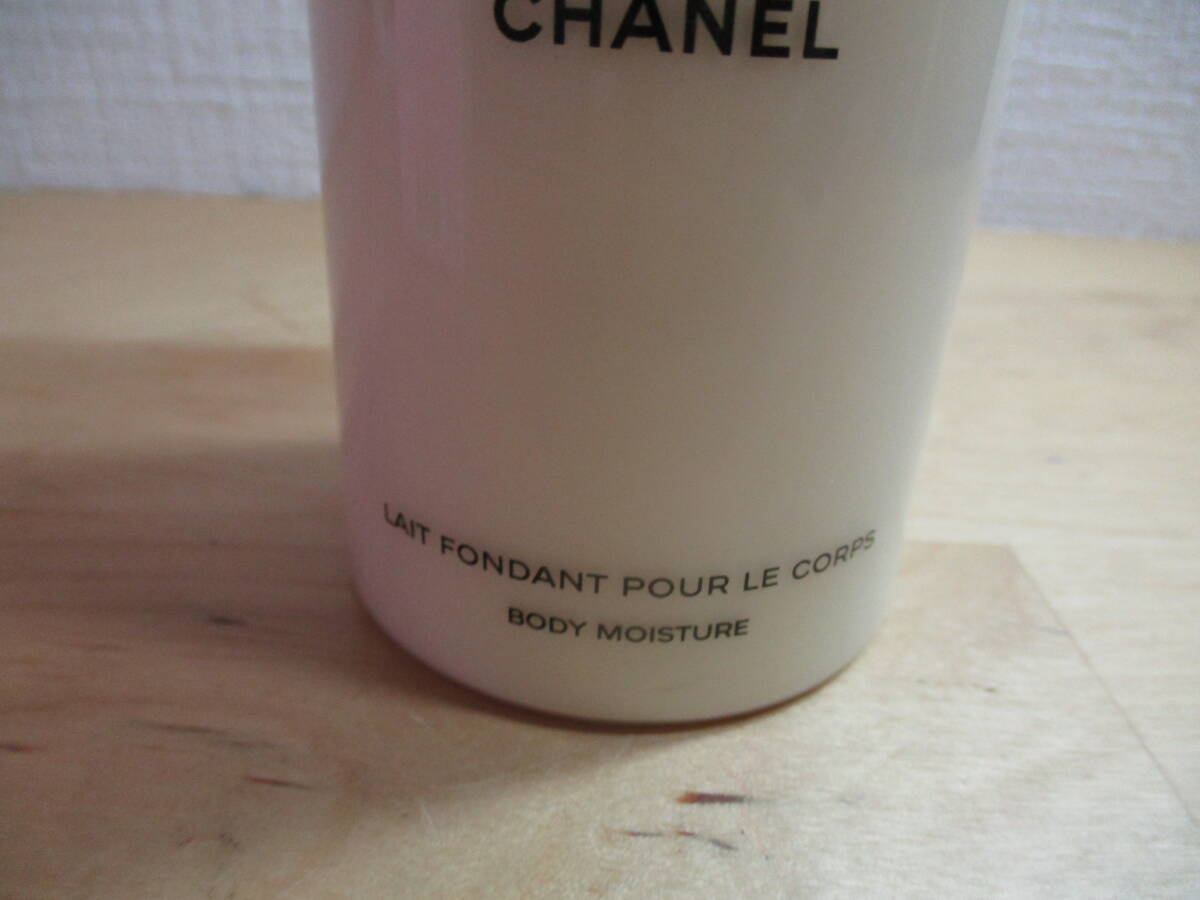 CHANEL
LAIT FONDANT POUR LE CORPS
BODY MOISTURE